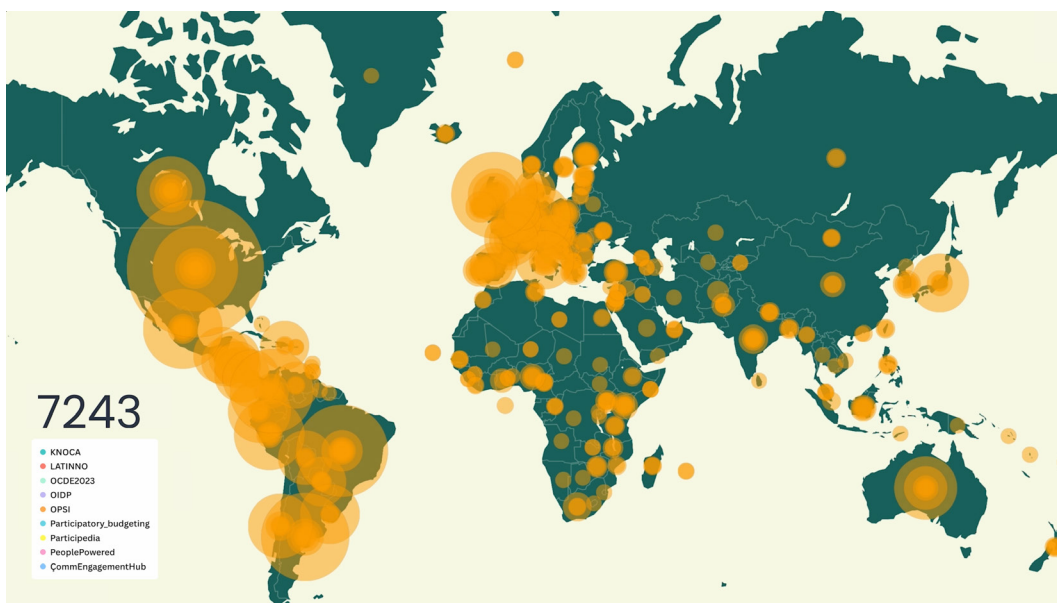 7243
KNOCA
LATINNO
OCDE2023
OIDP
OPSI
Participatory_budgeting
Participedia
PeoplePowered
ÇommEngagementHub